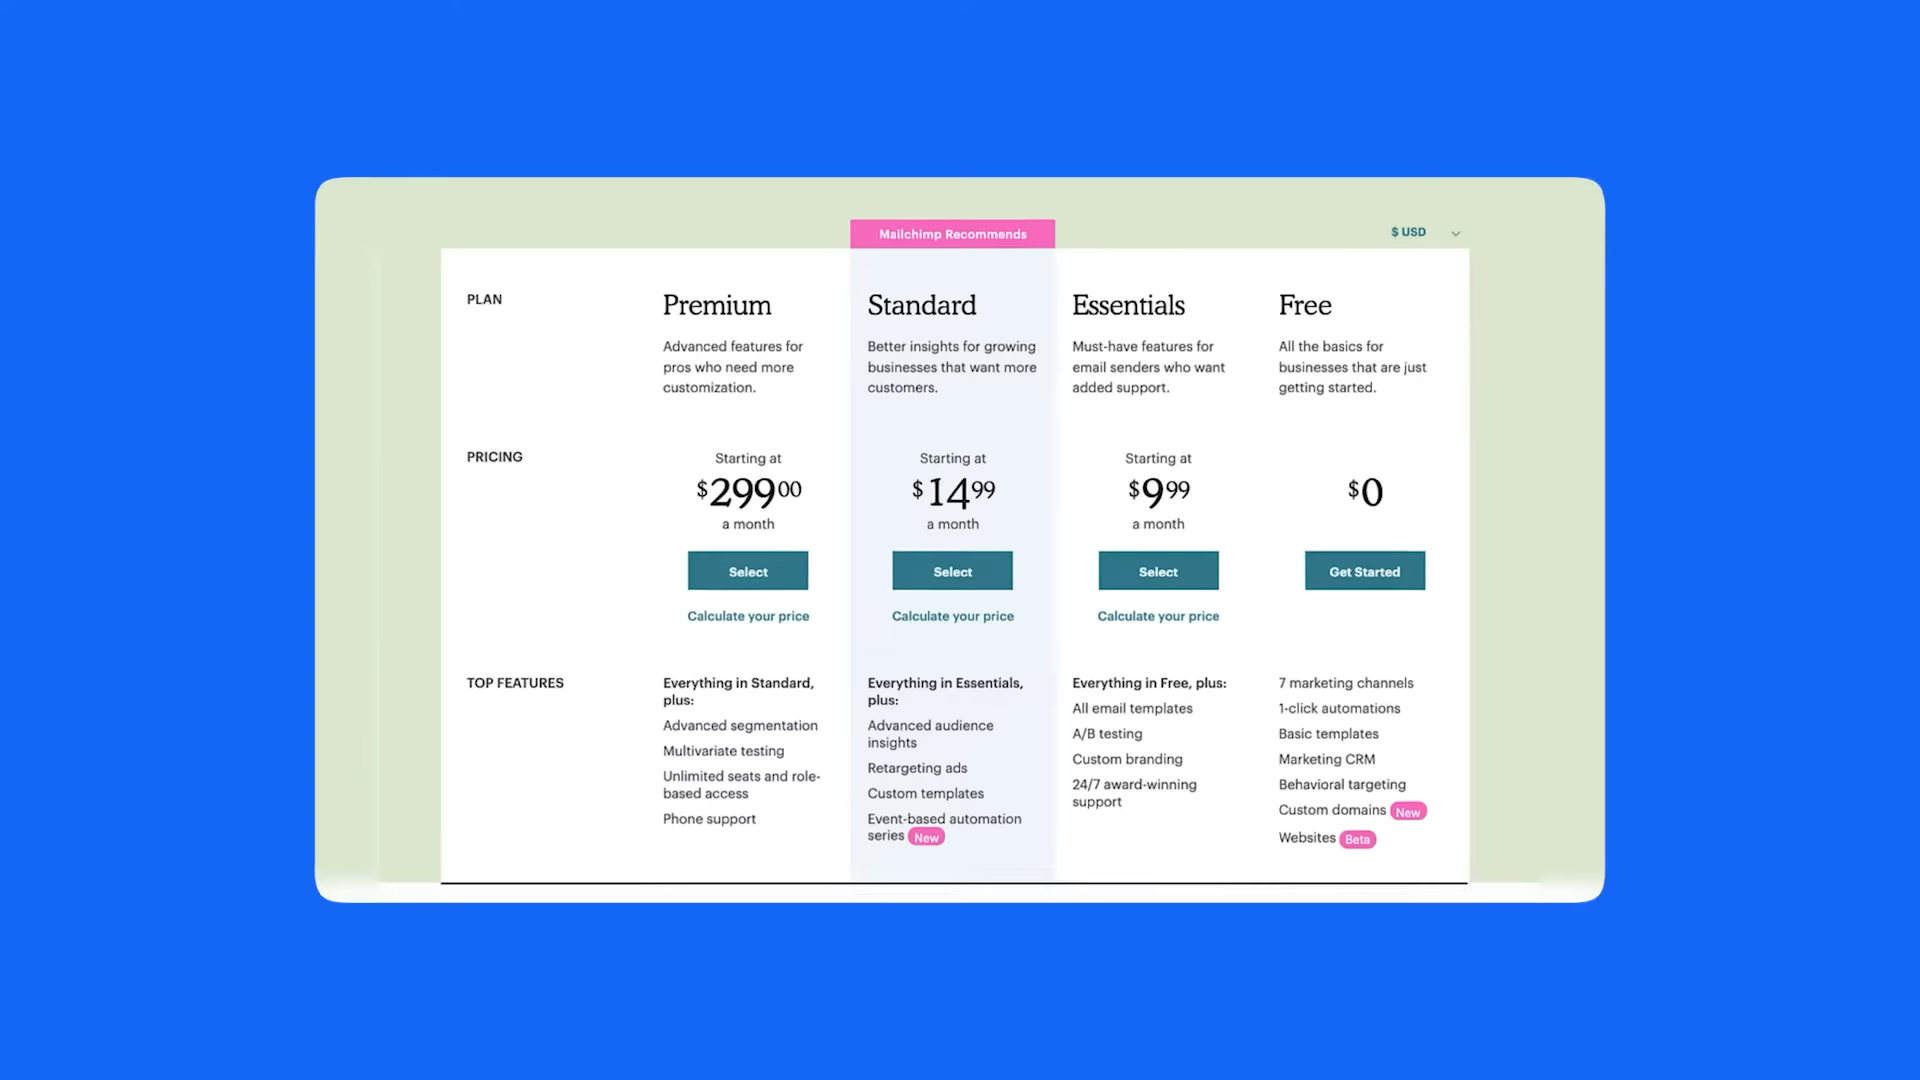 Mailchimp Recommends
$ USD
PLAN
Premium
Advanced features for
pros who need more
customization.
Standard
Better insights for growing
businesses that want more
customers.
Essentials
Must-have features for
email senders who want
added support.
Free
All the basics for
businesses that are just
getting started.
PRICING
Starting at
$299 00
a month
Select
Calculate your price
Starting at
$14 99
a month
Select
Calculate your price
Starting at
$9 99
a month
Select
Calculate your price
$0
Get Started
TOP FEATURES
Everything in Standard,
plus:
Advanced segmentation
Multivariate testing
Unlimited seats and role-
based access
Phone support
Everything in Essentials,
plus:
Advanced audience
insights
Retargeting ads
Custom templates
Event-based automation
series New
Everything in Free, plus:
All email templates
A/B testing
Custom branding
24/7 award-winning
support
7 marketing channels
1-click automations
Basic templates
Marketing CRM
Behavioral targeting
Custom domains New
Websites Beta